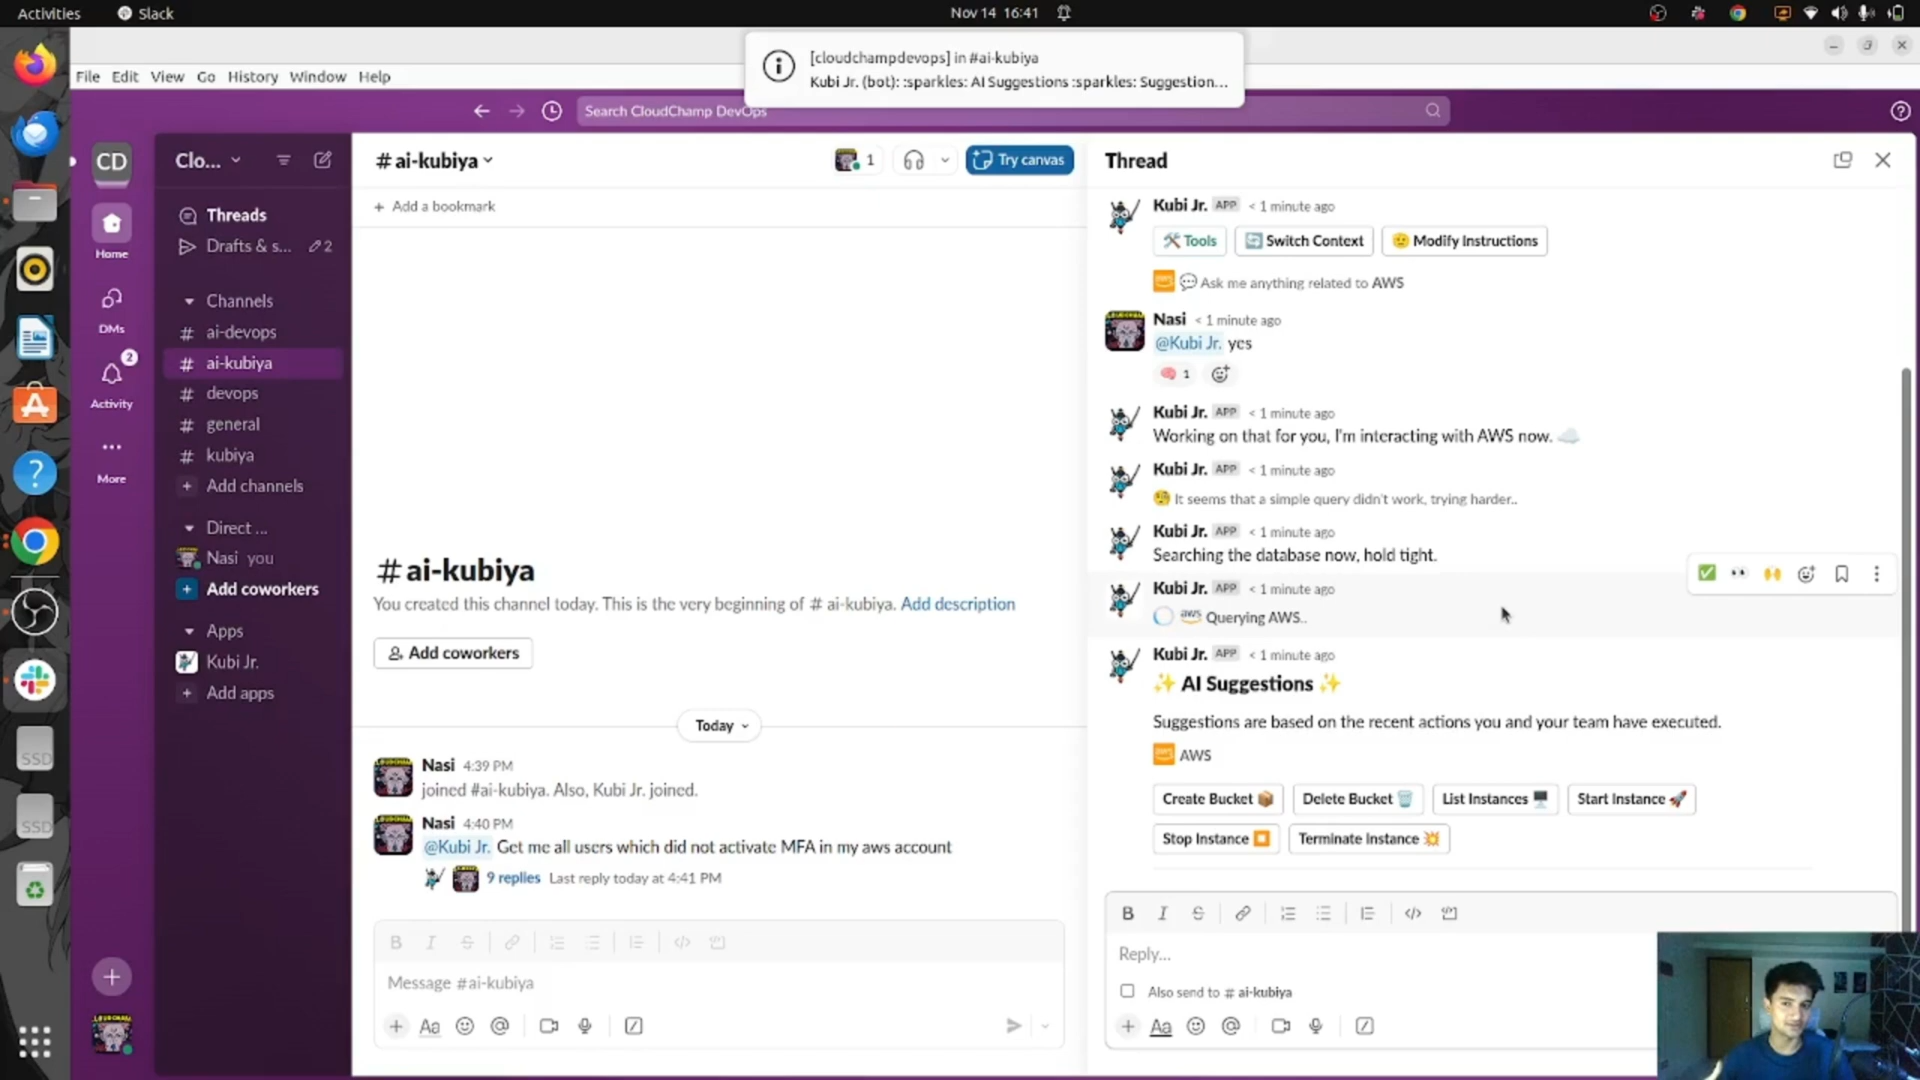 Activities
Slack
Nov 14 16:41
[cloudchampdevops] in #ai-kubiya
Kubi Jr. (bot): :sparkles: AI Suggestions :sparkles: Suggestion...
File Edit View Go History Window Help
Search CloudChamp DevOps
CD
Home
DMs
2
Activity
More
Clo...
Threads
Drafts & s... 2
Channels
# ai-devops
# ai-kubiya
# devops
# general
# kubiya
+ Add channels
Direct ...
Nasi you
+ Add coworkers
Apps
Kubi Jr.
+ Add apps
# ai-kubiya
1
Try canvas
+ Add a bookmark
# ai-kubiya
You created this channel today. This is the very beginning of # ai-kubiya. Add description
Add coworkers
Today
Nasi 4:39 PM
joined #ai-kubiya. Also, Kubi Jr. joined.
Nasi 4:40 PM
@Kubi Jr. Get me all users which did not activate MFA in my aws account
9 replies Last reply today at 4:41 PM
Message #ai-kubiya
Thread
Kubi Jr. APP < 1 minute ago
Tools
Switch Context
Modify Instructions
Ask me anything related to AWS
Nasi < 1 minute ago
@Kubi Jr. yes
1
Kubi Jr. APP < 1 minute ago
Working on that for you, I'm interacting with AWS now.
Kubi Jr. APP < 1 minute ago
It seems that a simple query didn't work, trying harder..
Kubi Jr. APP < 1 minute ago
Searching the database now, hold tight.
Kubi Jr. APP < 1 minute ago
aws Querying AWS..
Kubi Jr. APP < 1 minute ago
AI Suggestions
Suggestions are based on the recent actions you and your team have executed.
AWS
Create Bucket
Delete Bucket
List Instances
Start Instance
Stop Instance
Terminate Instance
Reply...
Also send to # ai-kubiya
SSD
SSD